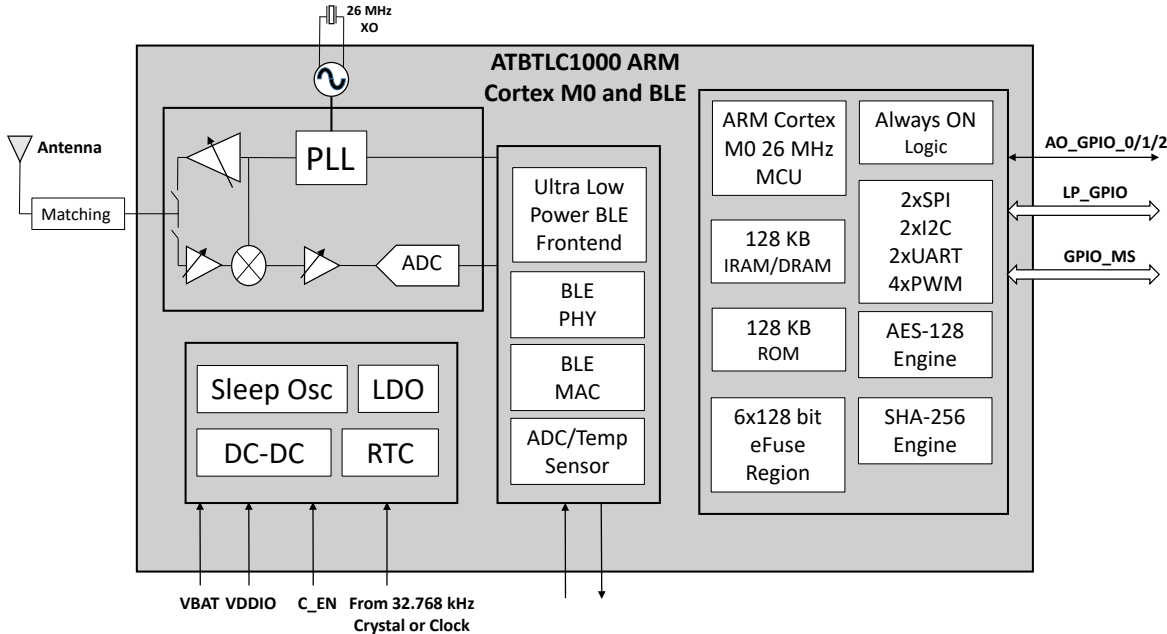 26 MHz
XO
ATBTLC1000 ARM
Cortex M0 and BLE
Antenna
Matching
PLL
ADC
Ultra Low
Power BLE
Frontend
BLE
PHY
BLE
MAC
ADC/Temp
Sensor
Sleep Osc
LDO
DC-DC
RTC
ARM Cortex
M0 26 MHz
MCU
128 KB
IRAM/DRAM
128 KB
ROM
6x128 bit
eFuse
Region
Always ON
Logic
2xSPI
2xI2C
2xUART
4xPWM
AES-128
Engine
SHA-256
Engine
AO_GPIO_0/1/2
LP_GPIO
GPIO_MS
VBAT
VDDIO
C_EN
From 32.768 kHz
Crystal or Clock